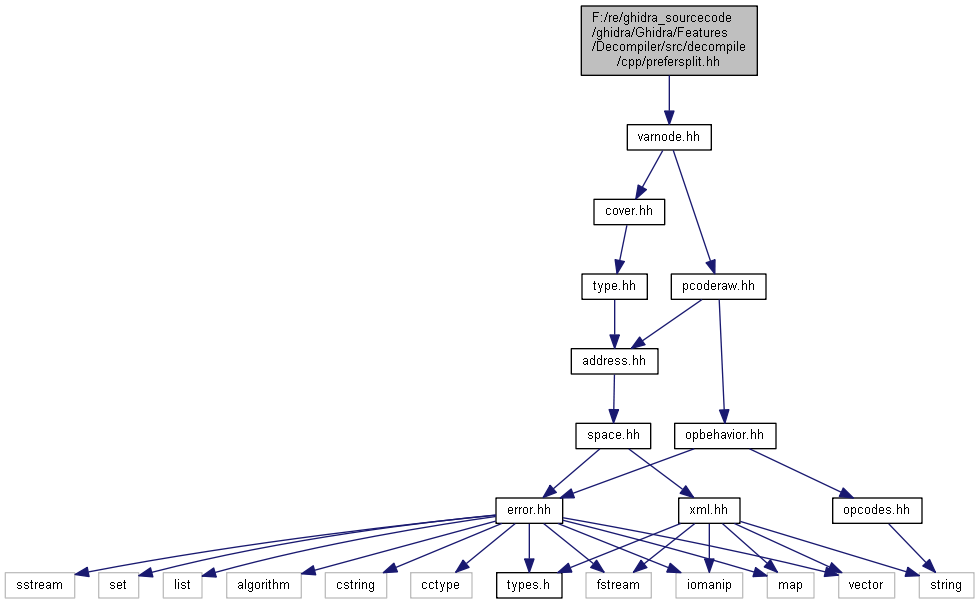 F:/re/ghidra_sourcecode
/ghidra/Ghidra/Features
/Decompiler/src/decompile
/cpp/prefersplit.hh
varnode.hh
cover.hh
type.hh
pcoderaw.hh
address.hh
space.hh
opbehavior.hh
error.hh
xml.hh
opcodes.hh
sstream
set
list
algorithm
cstring
cctype
types.h
fstream
iomanip
map
vector
string